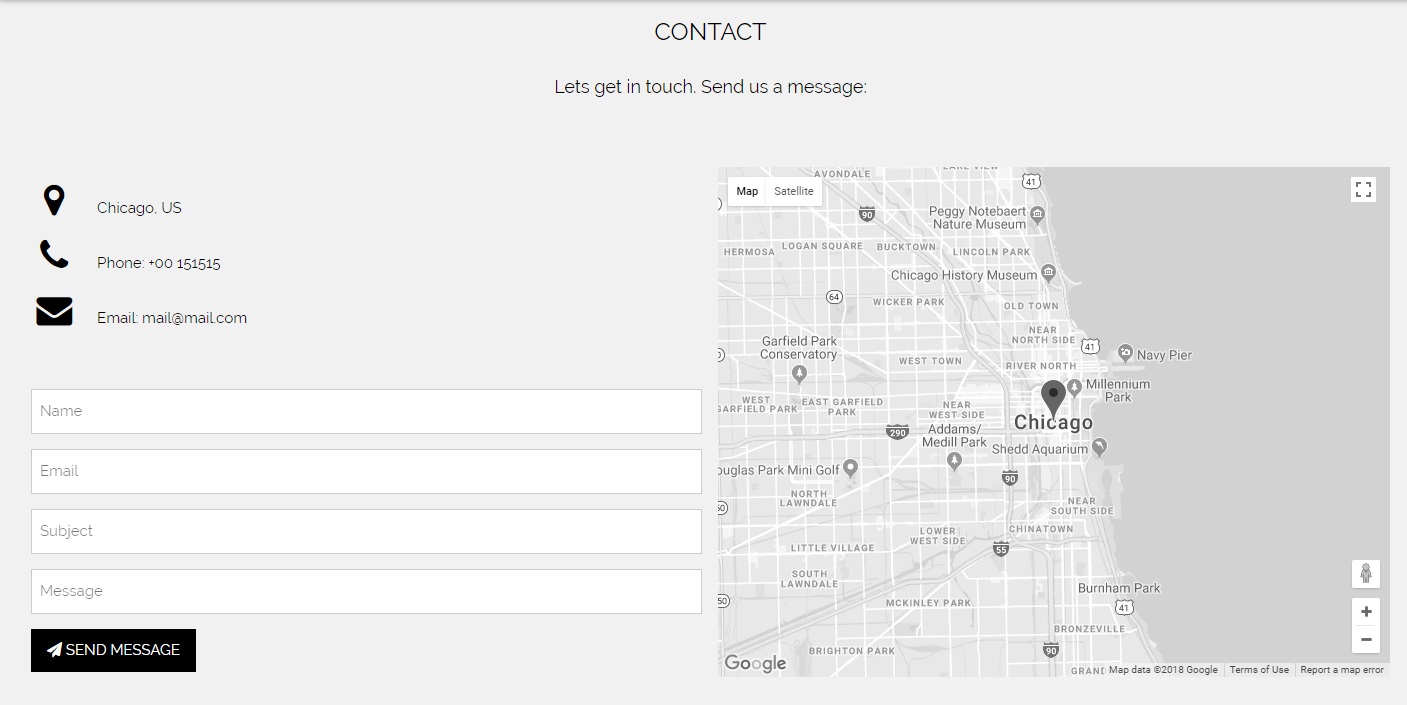 CONTACT
Lets get in touch. Send us a message:
Chicago, US
Phone: +00 151515
Email: mail@mail.com
Name
Email
Subject
Message
SEND MESSAGE
Map
Satellite
AVONDALE
LAKE VIEW
41
90
Peggy Notebaert
Nature Museum
HERMOSA
LOGAN SQUARE
BUCKTOWN
LINCOLN PARK
Chicago History Museum
64
WICKER PARK
OLD TOWN
NEAR
NORTH SIDE
41
Garfield Park
Conservatory
WEST TOWN
RIVER NORTH
Navy Pier
Millennium
Park
WEST
GARFIELD PARK
EAST GARFIELD
PARK
NEAR
WEST SIDE
Chicago
290
Addams/
Medill Park
Shedd Aquarium
ouglas Park Mini Golf
90
NORTH
LAWNDALE
NEAR
SOUTH SIDE
50
LOWER
WEST SIDE
CHINATOWN
LITTLE VILLAGE
55
SOUTH
LAWNDALE
Burnham Park
50
MCKINLEY PARK
41
BRONZEVILLE
BRIGHTON PARK
90
+
−
Google
GRAND
Map data ©2018 Google
Terms of Use
Report a map error